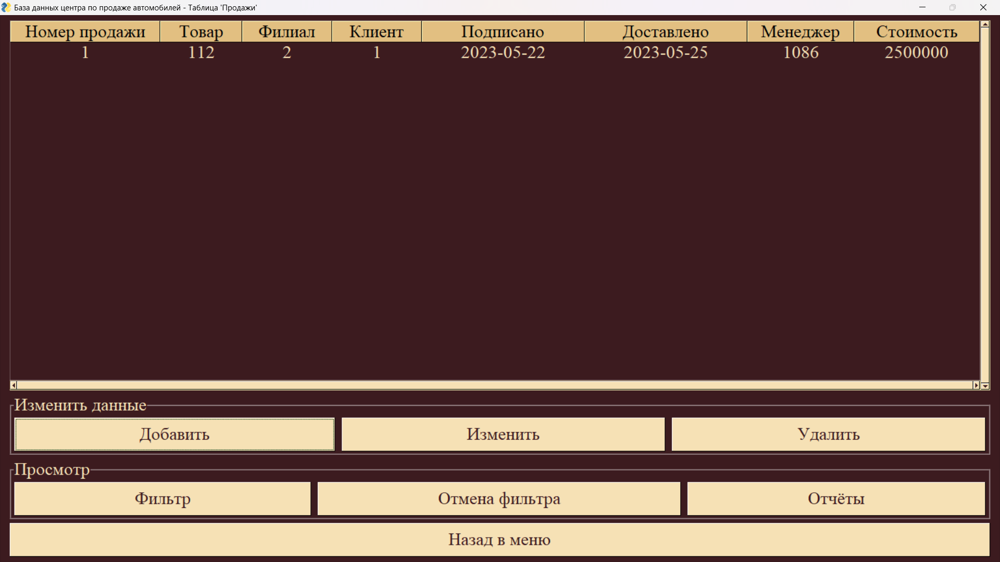 База данных центра по продаже автомобилей - Таблица 'Продажи'
Номер продажи Товар Филиал Клиент Подписано Доставлено Менеджер Стоимость
1 112 2 1 2023-05-22 2023-05-25 1086 2500000
Изменить данные
Добавить Изменить Удалить
Просмотр
Фильтр Отмена фильтра Отчёты
Назад в меню